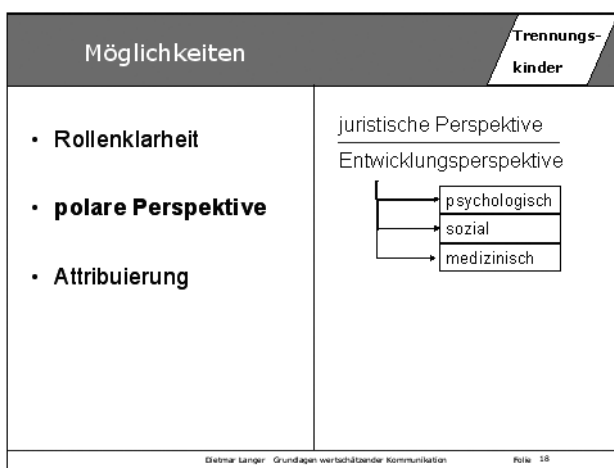 Möglichkeiten
Trennungs-
kinder
• Rollenklarheit
• polare Perspektive
• Attribuierung
juristische Perspektive
Entwicklungsperspektive
psychologisch
sozial
medizinisch
Dietmar Langer Grundlagen wertschätzender Kommunikation Folie 18